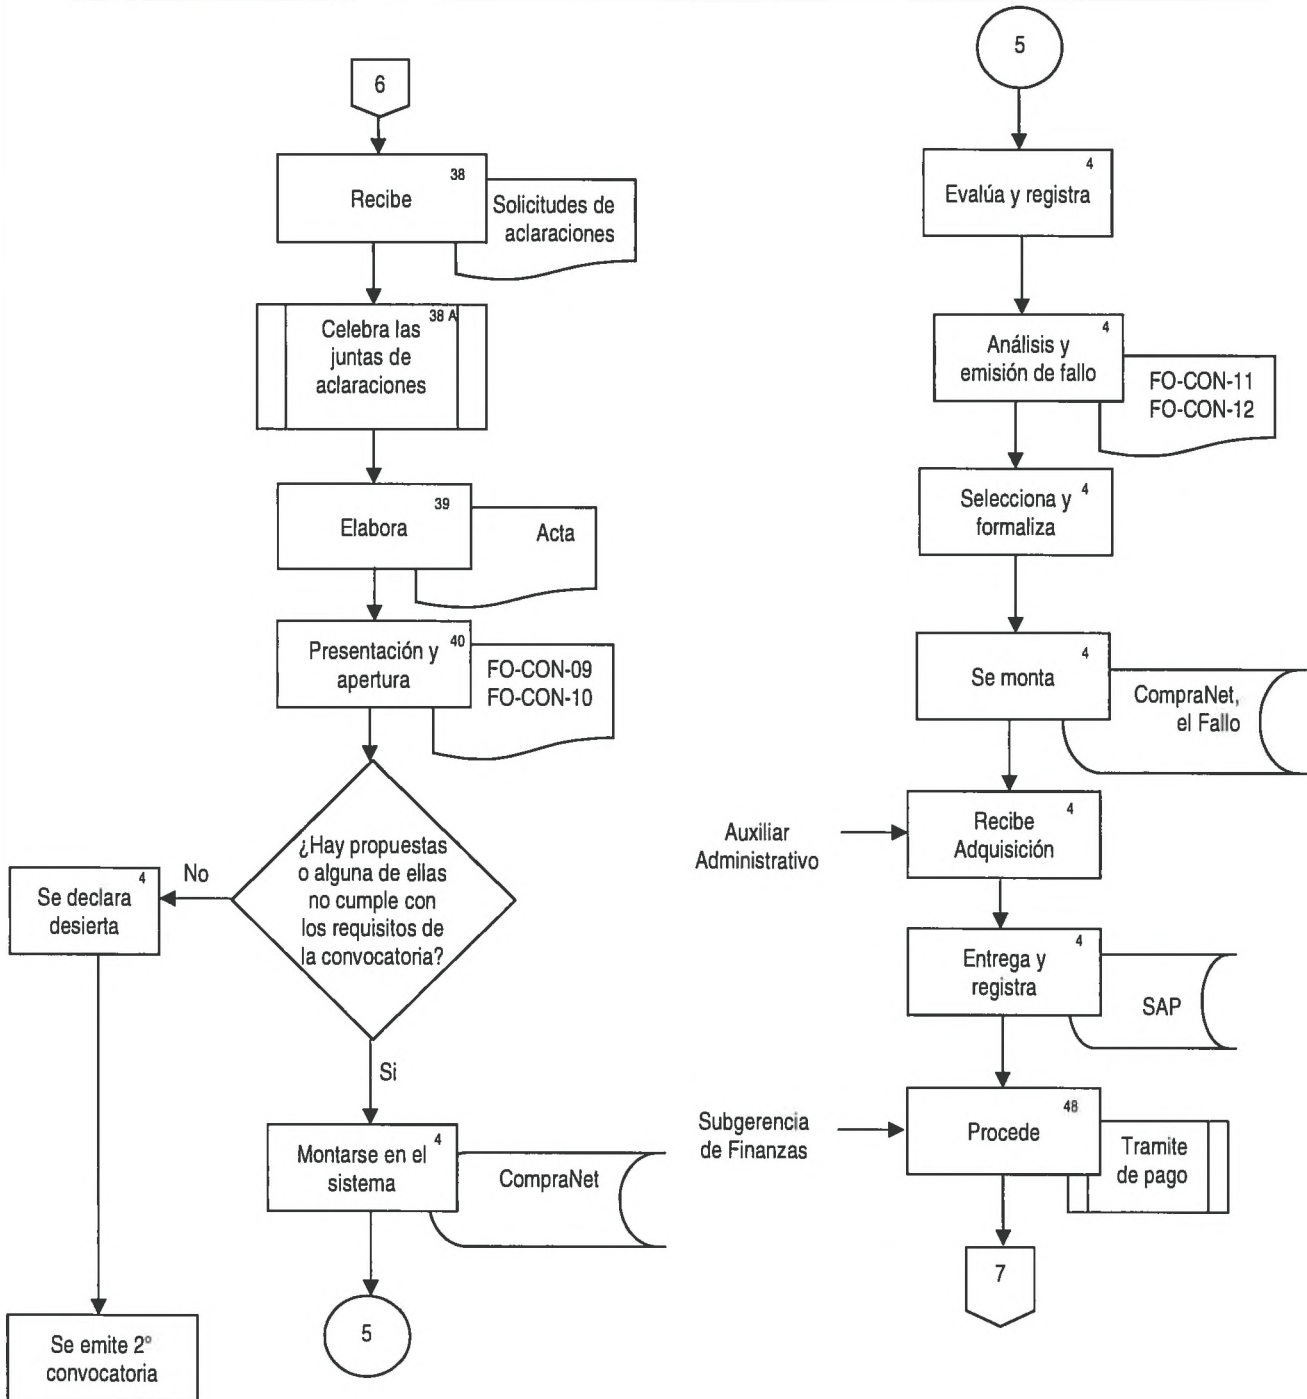 6
38
Recibe
Solicitudes de
aclaraciones
38 A
Celebra las
juntas de
aclaraciones
39
Elabora
Acta
40
Presentación y
apertura
FO-CON-09
FO-CON-10
¿Hay propuestas
o alguna de ellas
no cumple con
los requisitos de
la convocatoria?
No
4
Se declara
desierta
Se emite 2°
convocatoria
Si
4
Montarse en el
sistema
CompraNet
5
5
4
Evalúa y registra
4
Análisis y
emisión de fallo
FO-CON-11
FO-CON-12
4
Selecciona y
formaliza
4
Se monta
CompraNet,
el Fallo
Auxiliar
Administrativo
4
Recibe
Adquisición
4
Entrega y
registra
SAP
Subgerencia
de Finanzas
48
Procede
Tramite
de pago
7